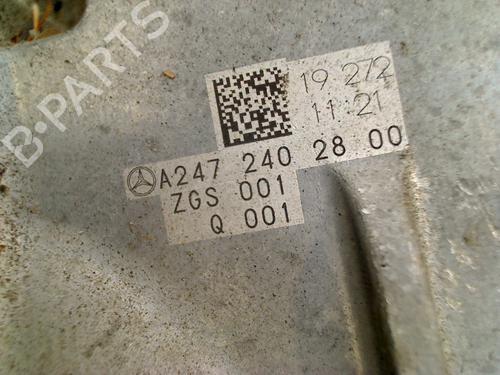 B-PARTS
19 272
11:21
A247 240 28 00
ZGS 001
Q 001